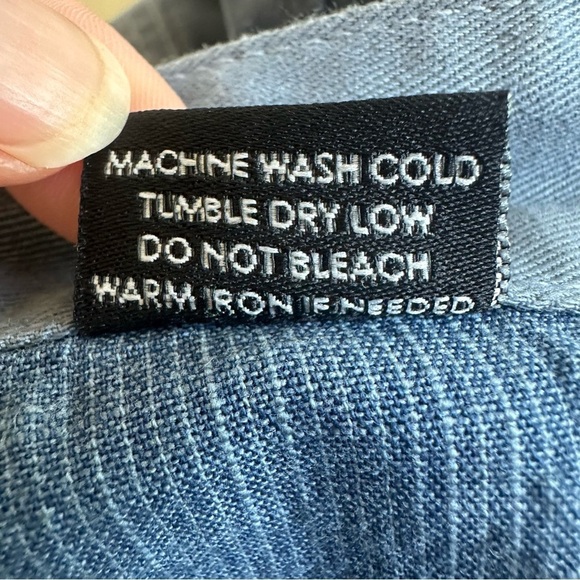 MACHINE WASH COLD
TUMBLE DRY LOW
DO NOT BLEACH
WARM IRON IF NEEDED